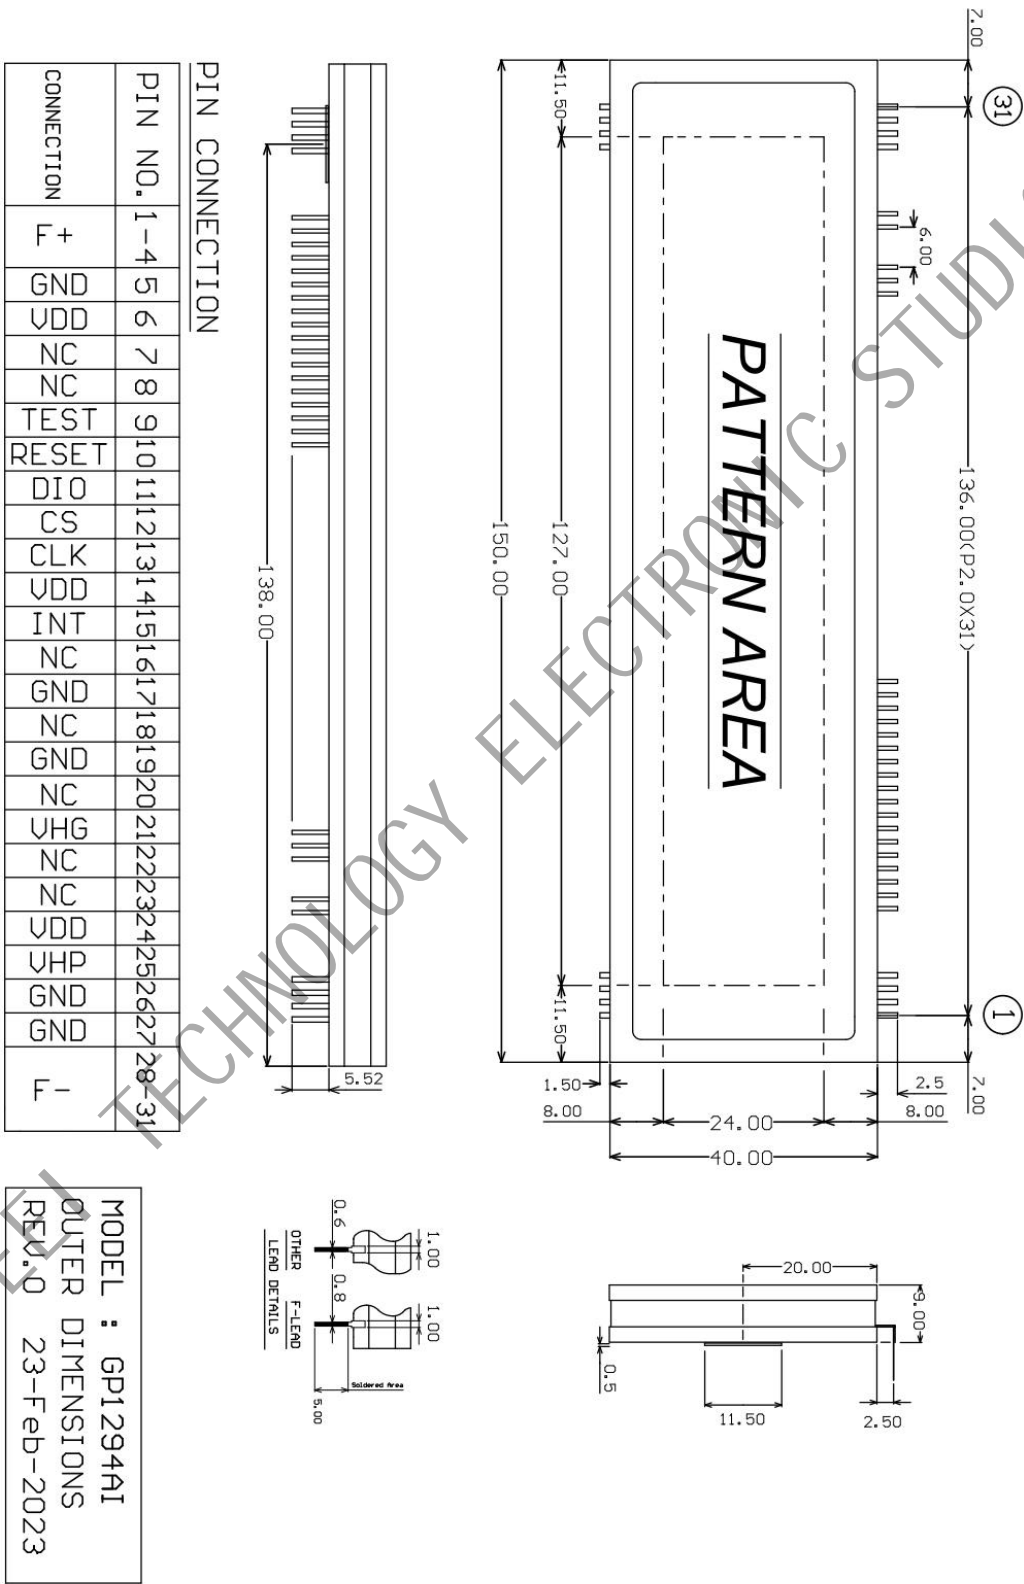 7.00
136.00(P2.0X31)
7.00
31
1
6.00
2.5
8.00
PATTERN AREA
24.00
40.00
11.50
127.00
11.50
1.50
8.00
150.00
9.00
20.00
2.50
11.50
0.5
5.52
138.00
1.00
1.00
0.6
0.8
OTHER
F-LEAD
LEAD DETAILS
Soldered Area
5.00
PIN CONNECTION
PIN NO. 1-4 5 6 7 8 9 10 11 12 13 14 15 16 17 18 19 20 21 22 23 24 25 26 27 28-31
CONNECTION F+ GND VDD NC NC TEST RESET DIO CS CLK VDD INT NC GND NC GND NC VHG NC NC VDD VHP GND GND F-
MODEL : GP1294AI
OUTER DIMENSIONS
REV.0 23-Feb-2023
TECHNOLOGY ELECTRONIC